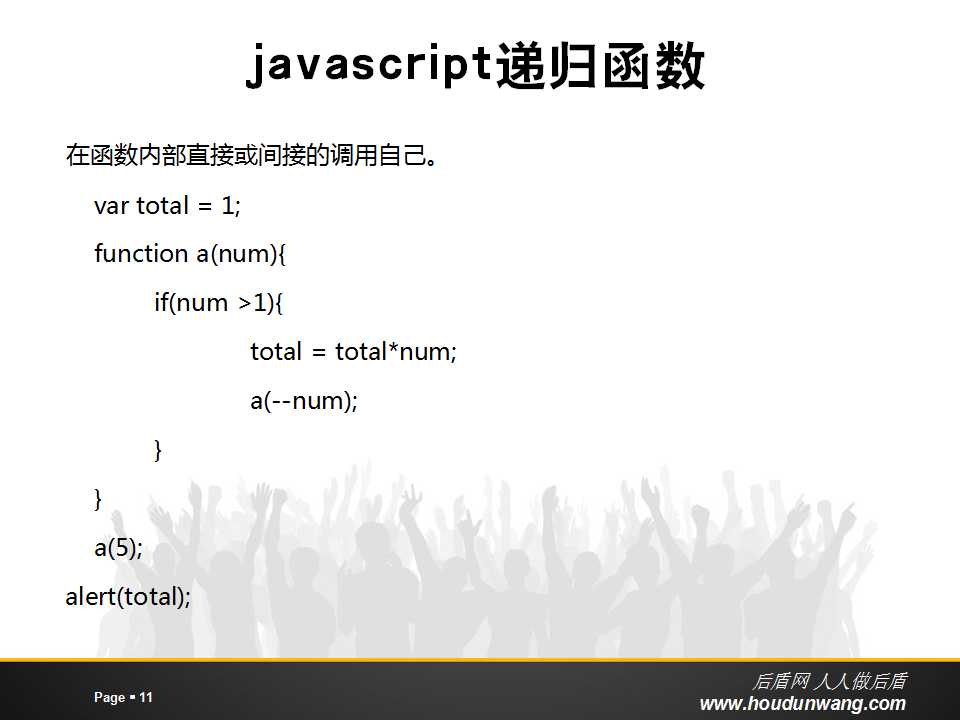 javascript递归函数
在函数内部直接或间接的调用自己。
var total = 1;
function a(num){
if(num >1){
total = total*num;
a(--num);
}
}
a(5);
alert(total);
Page ▪ 11
后盾网 人人做后盾
www.houdunwang.com